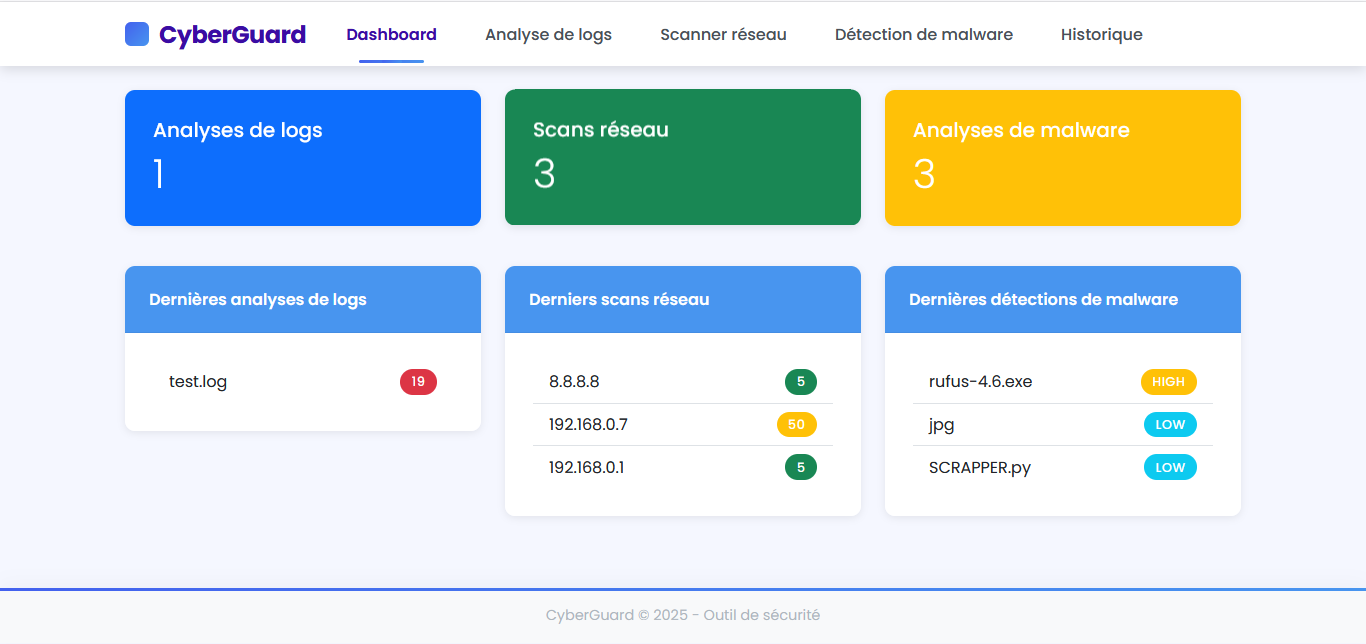 CyberGuard
Dashboard
Analyse de logs
Scanner réseau
Détection de malware
Historique
Analyses de logs
1
Scans réseau
3
Analyses de malware
3
Dernières analyses de logs
test.log 19
Derniers scans réseau
8.8.8.8 5
192.168.0.7 50
192.168.0.1 5
Dernières détections de malware
rufus-4.6.exe HIGH
jpg LOW
SCRAPPER.py LOW
CyberGuard © 2025 - Outil de sécurité